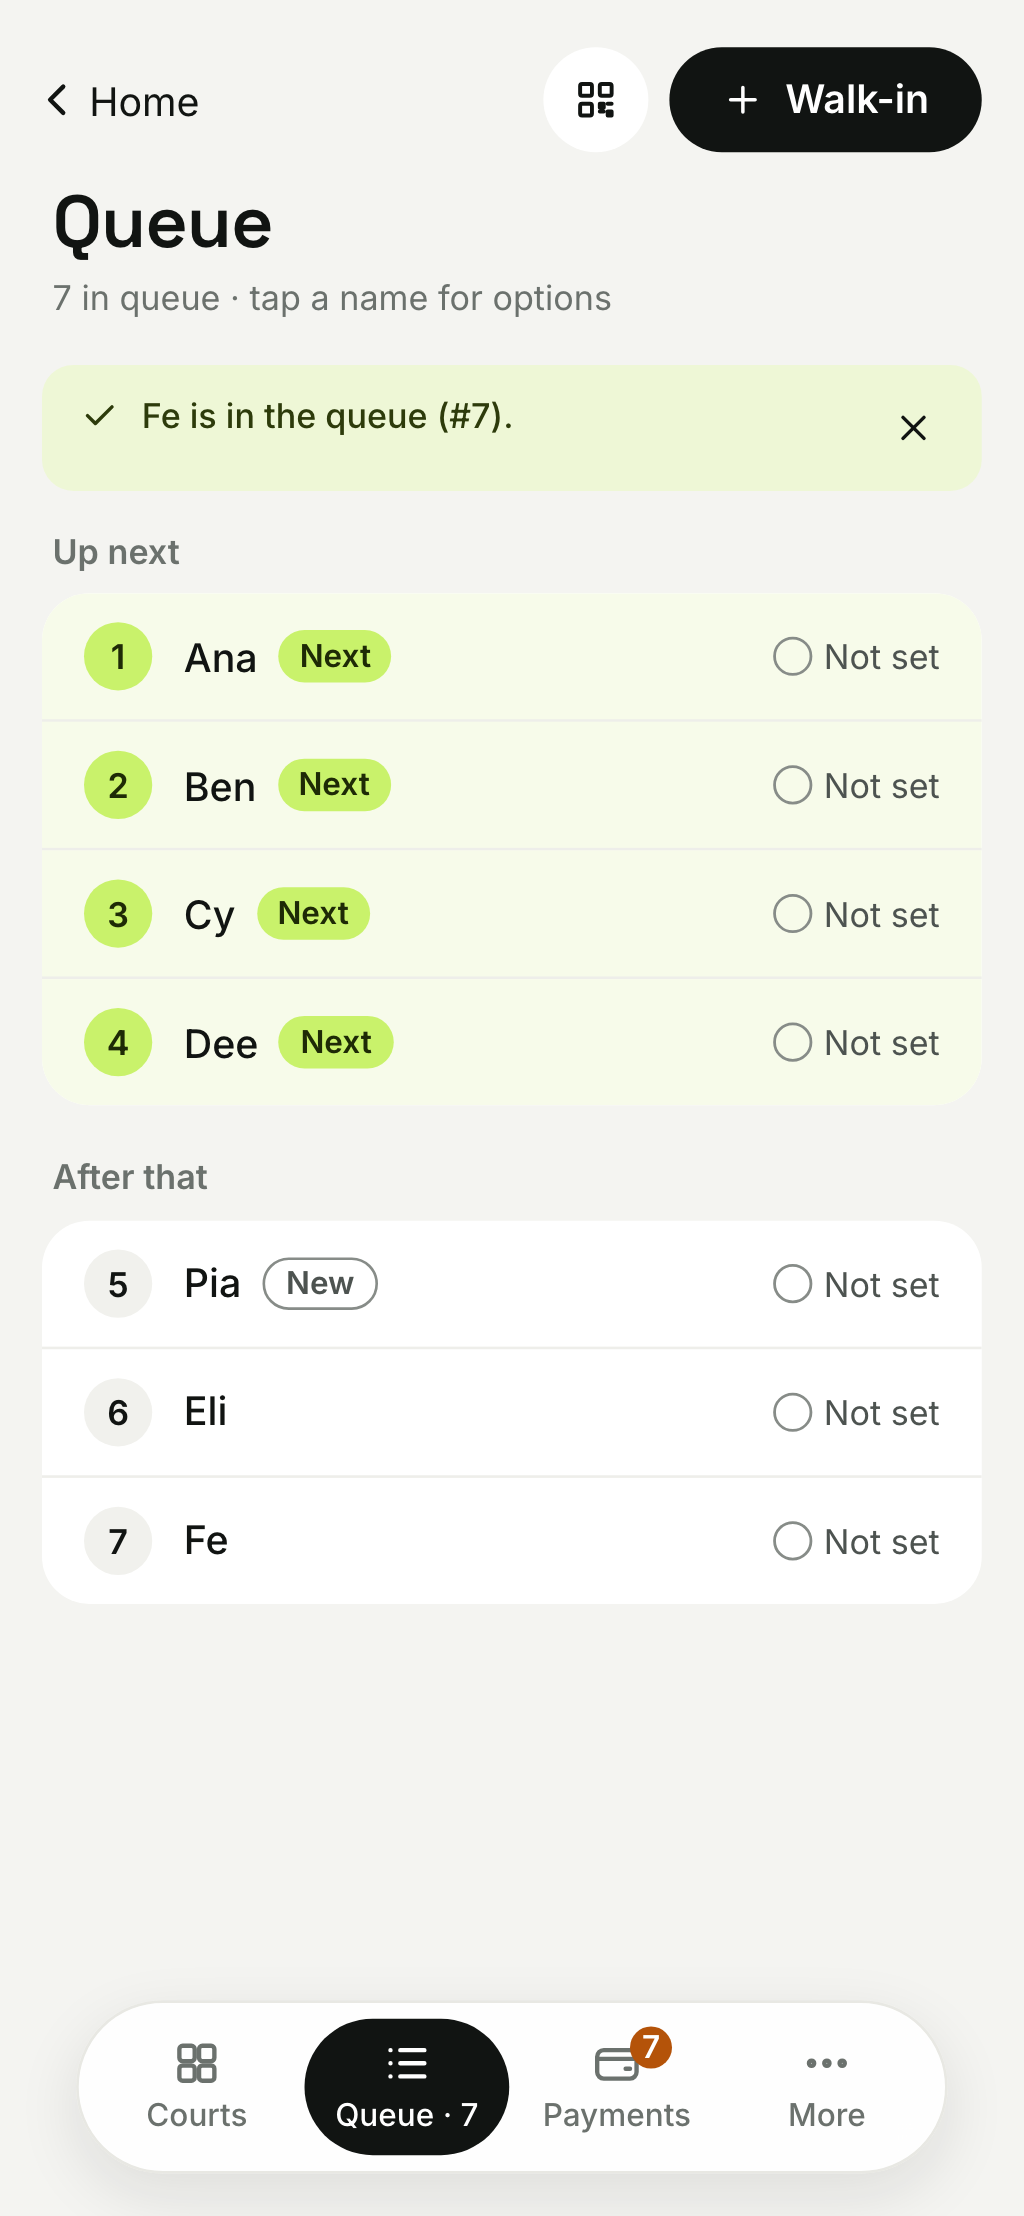 Home
Walk-in
Queue
7 in queue · tap a name for options
Fe is in the queue (#7).
Up next
1 Ana Next Not set
2 Ben Next Not set
3 Cy Next Not set
4 Dee Next Not set
After that
5 Pia New Not set
6 Eli Not set
7 Fe Not set
7
Courts Queue · 7 Payments More